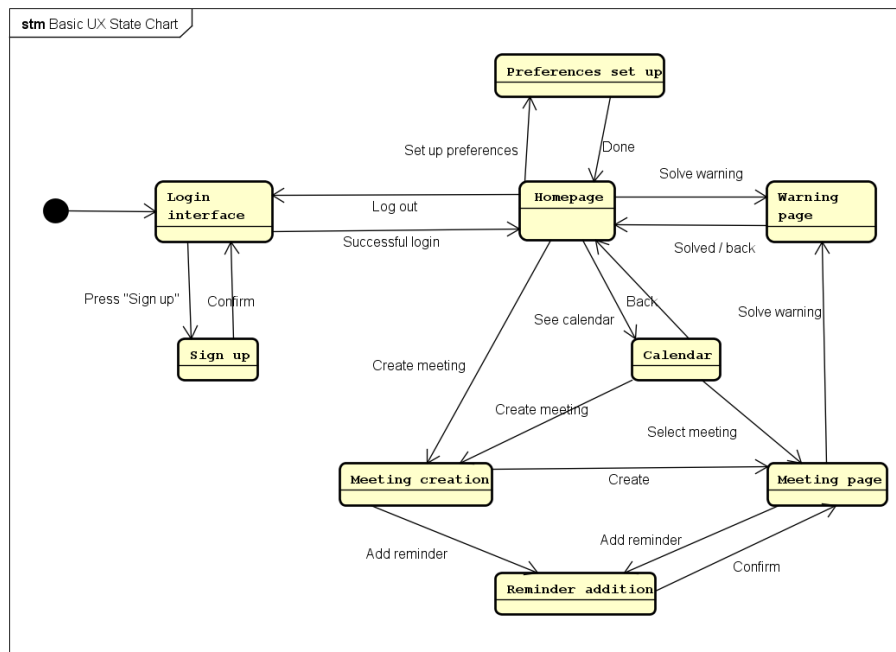 stm Basic UX State Chart
Preferences set up
Set up preferences
Done
Login
interface
Homepage
Solve warning
Warning
page
Log out
Successful login
Solved / back
Press "Sign up"
Confirm
See calendar
Back
Solve warning
Sign up
Calendar
Create meeting
Create meeting
Select meeting
Meeting creation
Create
Meeting page
Add reminder
Add reminder
Confirm
Reminder addition